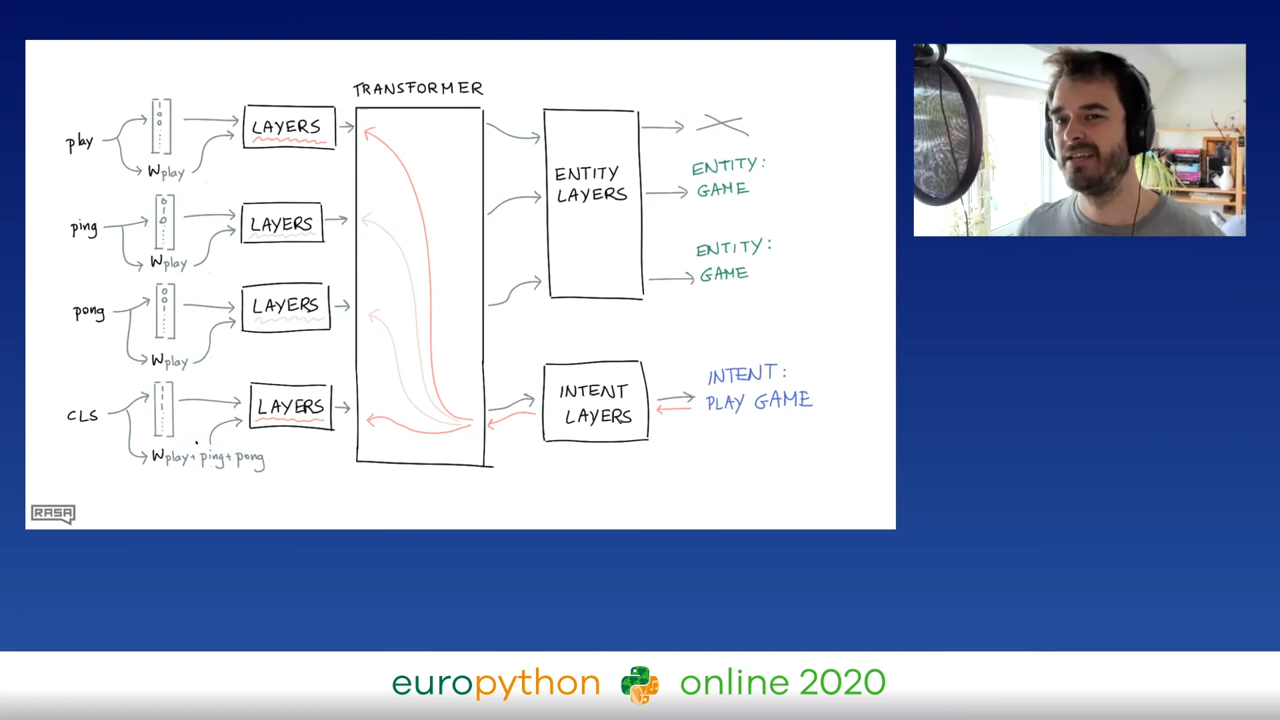 TRANSFORMER
play
Wplay
LAYERS
ping
Wplay
LAYERS
pong
Wplay
LAYERS
CLS
Wplay+ping+pong
LAYERS
ENTITY
LAYERS
ENTITY:
GAME
ENTITY:
GAME
INTENT
LAYERS
INTENT:
PLAY GAME
RASA
europython online 2020